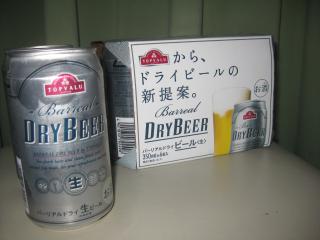 TOPVALU
Barreal
DRY BEER
生
バーリアルドライ 生ビール
TOPVALU
から、
ドライビールの
新提案。
お酒
Barreal
DRY BEER
バーリアルドライ ビール〈生〉
350ml×6缶入
TOPVALU
DRY BEER